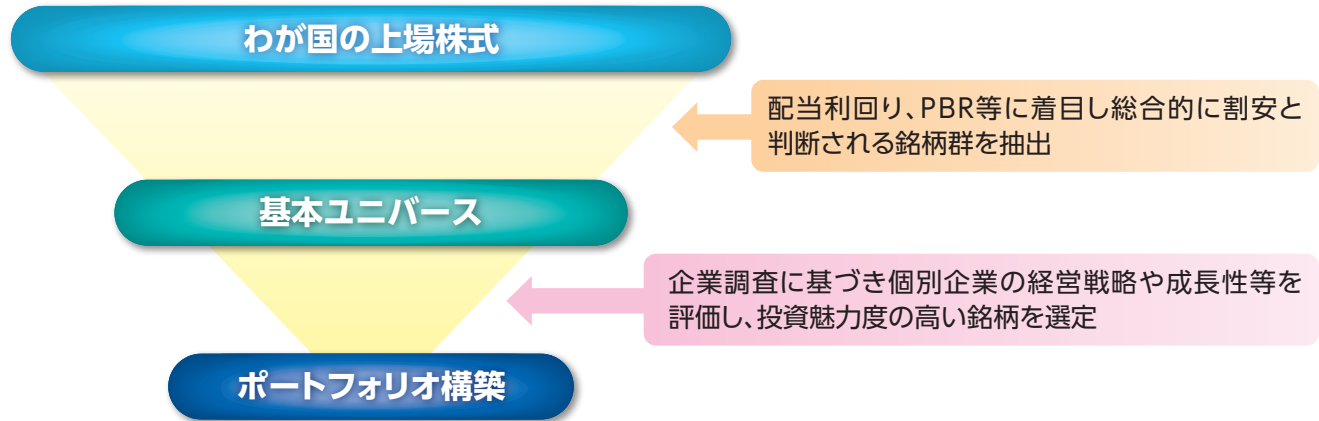 わが国の上場株式
配当利回り、PBR等に着目し総合的に割安と
判断される銘柄群を抽出
基本ユニバース
企業調査に基づき個別企業の経営戦略や成長性等を
評価し、投資魅力度の高い銘柄を選定
ポートフォリオ構築